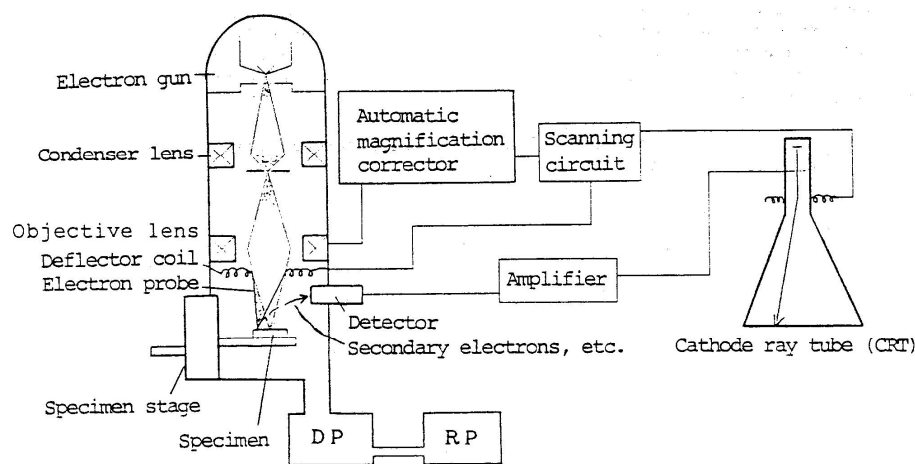 Electron gun
Automatic
magnification
corrector
Scanning
circuit
Condenser lens
Objective lens
Deflector coil
Electron probe
Amplifier
Detector
Secondary electrons, etc.
Cathode ray tube (CRT)
Specimen stage
Specimen
DP
RP